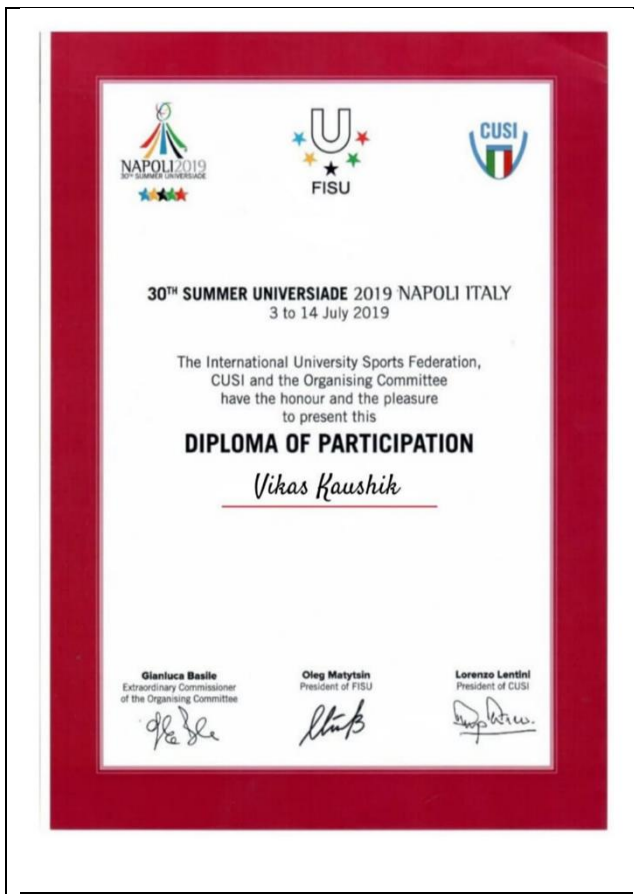 NAPOLI2019
30TH SUMMER UNIVERSIADE
U
FISU
CUSI
30TH SUMMER UNIVERSIADE 2019 NAPOLI ITALY
3 to 14 July 2019
The International University Sports Federation,
CUSI and the Organising Committee
have the honour and the pleasure
to present this
DIPLOMA OF PARTICIPATION
Vikas Kaushik
Gianluca Basile
Extraordinary Commissioner
of the Organising Committee
Oleg Matytsin
President of FISU
Lorenzo Lentini
President of CUSI